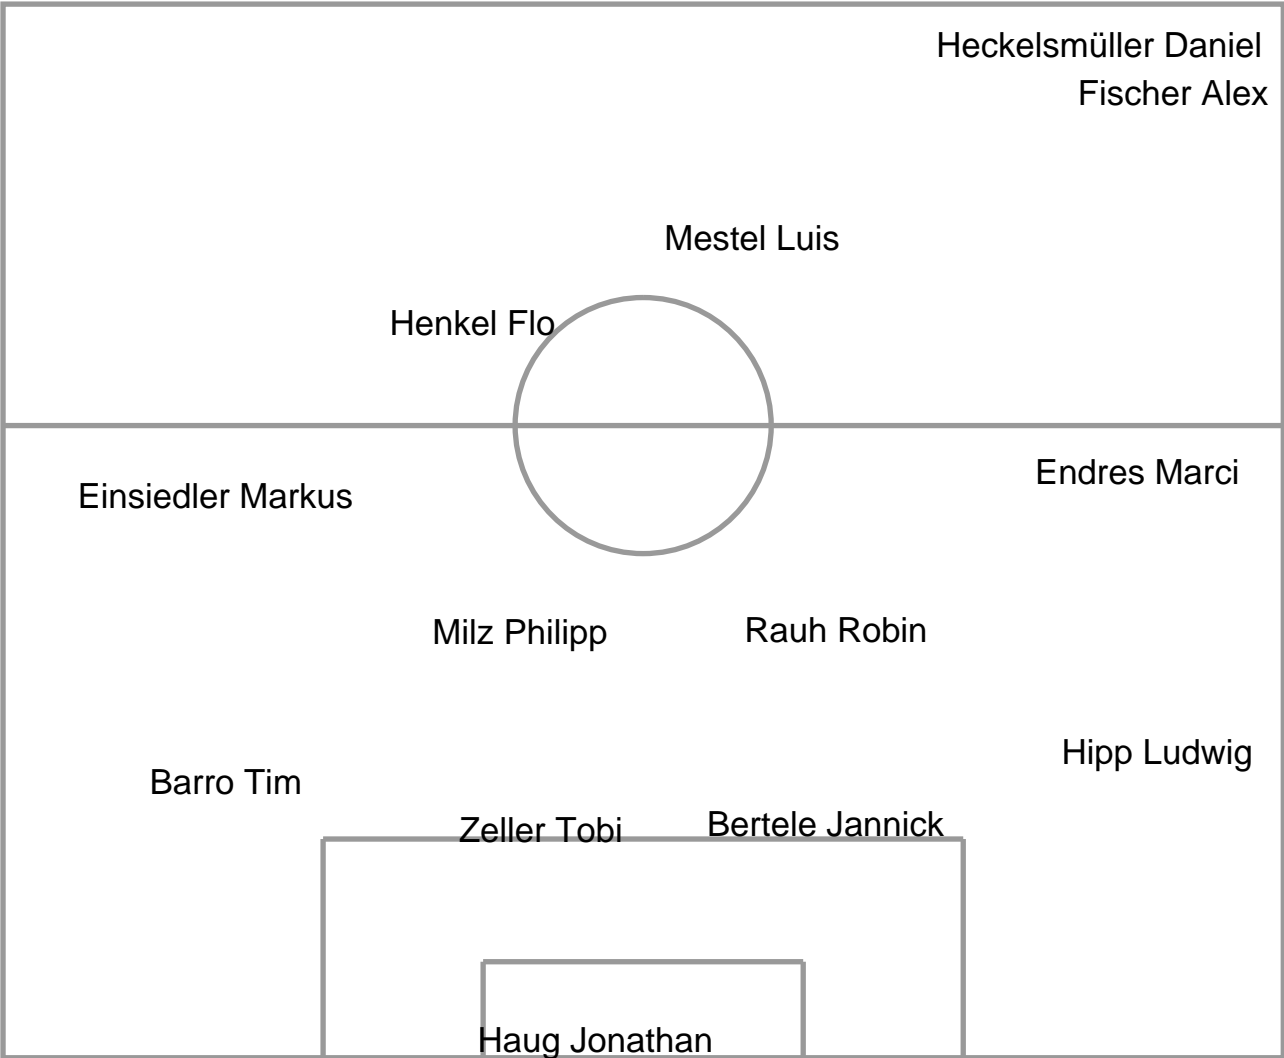 Heckelsmüller Daniel
Fischer Alex
Mestel Luis
Henkel Flo
Endres Marci
Einsiedler Markus
Milz Philipp
Rauh Robin
Hipp Ludwig
Barro Tim
Zeller Tobi
Bertele Jannick
Haug Jonathan